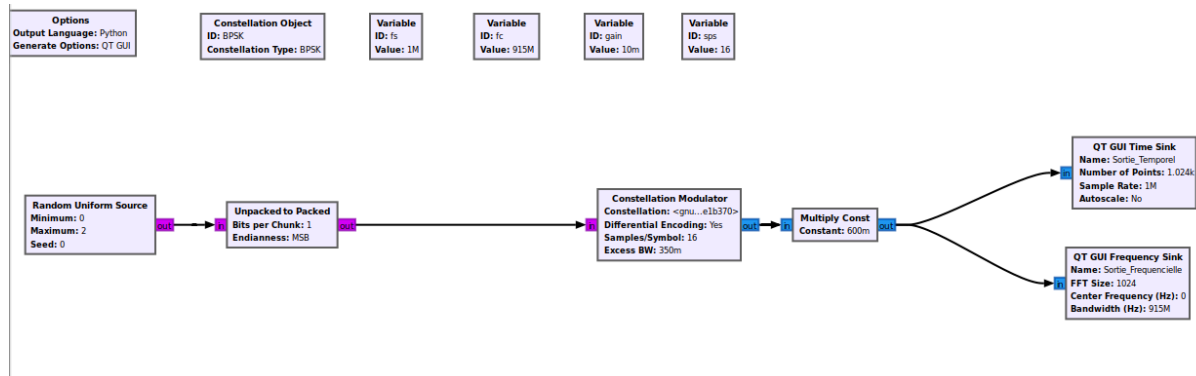 Options
Output Language: Python
Generate Options: QT GUI
Constellation Object
ID: BPSK
Constellation Type: BPSK
Variable
ID: fs
Value: 1M
Variable
ID: fc
Value: 915M
Variable
ID: gain
Value: 10m
Variable
ID: sps
Value: 16
Random Uniform Source
Minimum: 0
Maximum: 2
Seed: 0
out
in
Unpacked to Packed
Bits per Chunk: 1
Endianness: MSB
out
in
Constellation Modulator
Constellation: <gnu...e1b370>
Differential Encoding: Yes
Samples/Symbol: 16
Excess BW: 350m
out
in
Multiply Const
Constant: 600m
out
in
QT GUI Time Sink
Name: Sortie_Temporel
Number of Points: 1.024k
Sample Rate: 1M
Autoscale: No
in
QT GUI Frequency Sink
Name: Sortie_Frequencielle
FFT Size: 1024
Center Frequency (Hz): 0
Bandwidth (Hz): 915M